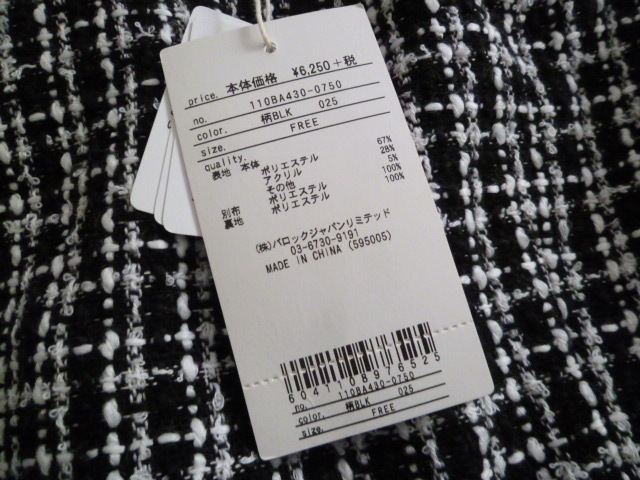 price. 本体価格 ¥6,250+税
no. 110BA430-0750
color. 柄BLK 025
size. FREE
quality.
表地 本体 ポリエステル 67%
アクリル 28%
その他 5%
別布 ポリエステル 100%
裏地 ポリエステル 100%
(株)バロックジャパンリミテッド
03-6730-9191
MADE IN CHINA (595005)
6041108976525
no. 110BA430-0750
color. 柄BLK 025
size. FREE